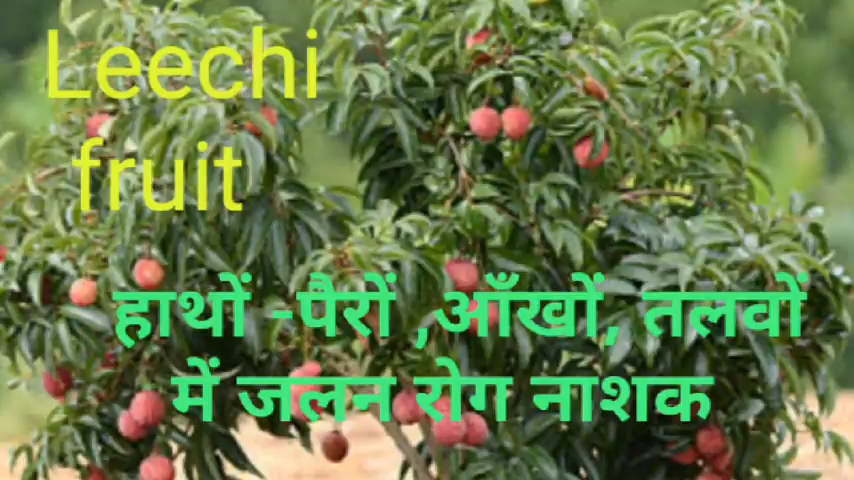 Leechi
fruit
हाथों -पैरों ,आँखों, तलवों
में जलन रोग नाशक